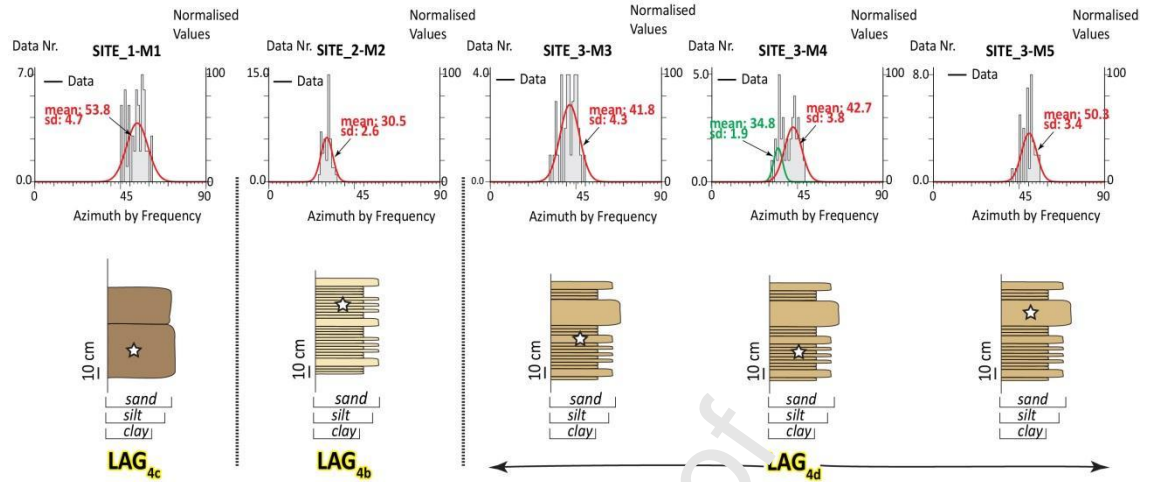 Normalised
Values
Data Nr.
SITE_1-M1
7.0
Data
100
mean: 53.8
sd: 4.7
0.0
0
0
45
90
Azimuth by Frequency
10 cm
sand
silt
clay
LAG4c
Normalised
Values
Data Nr.
SITE_2-M2
15.0
Data
100
mean: 30.5
sd: 2.6
0.0
0
0
45
90
Azimuth by Frequency
10 cm
sand
silt
clay
LAG4b
Normalised
Values
Data Nr.
SITE_3-M3
4.0
Data
100
mean: 41.8
sd: 4.3
0.0
0
0
45
90
Azimuth by Frequency
10 cm
sand
silt
clay
Normalised
Values
Data Nr.
SITE_3-M4
5.0
Data
100
mean: 34.8
sd: 1.9
mean: 42.7
sd: 3.8
0.0
0
0
45
90
Azimuth by Frequency
10 cm
sand
silt
clay
Normalised
Values
Data Nr.
SITE_3-M5
8.0
Data
100
mean: 50.3
sd: 3.4
0.0
0
0
45
90
Azimuth by Frequency
10 cm
sand
silt
clay
LAG4d